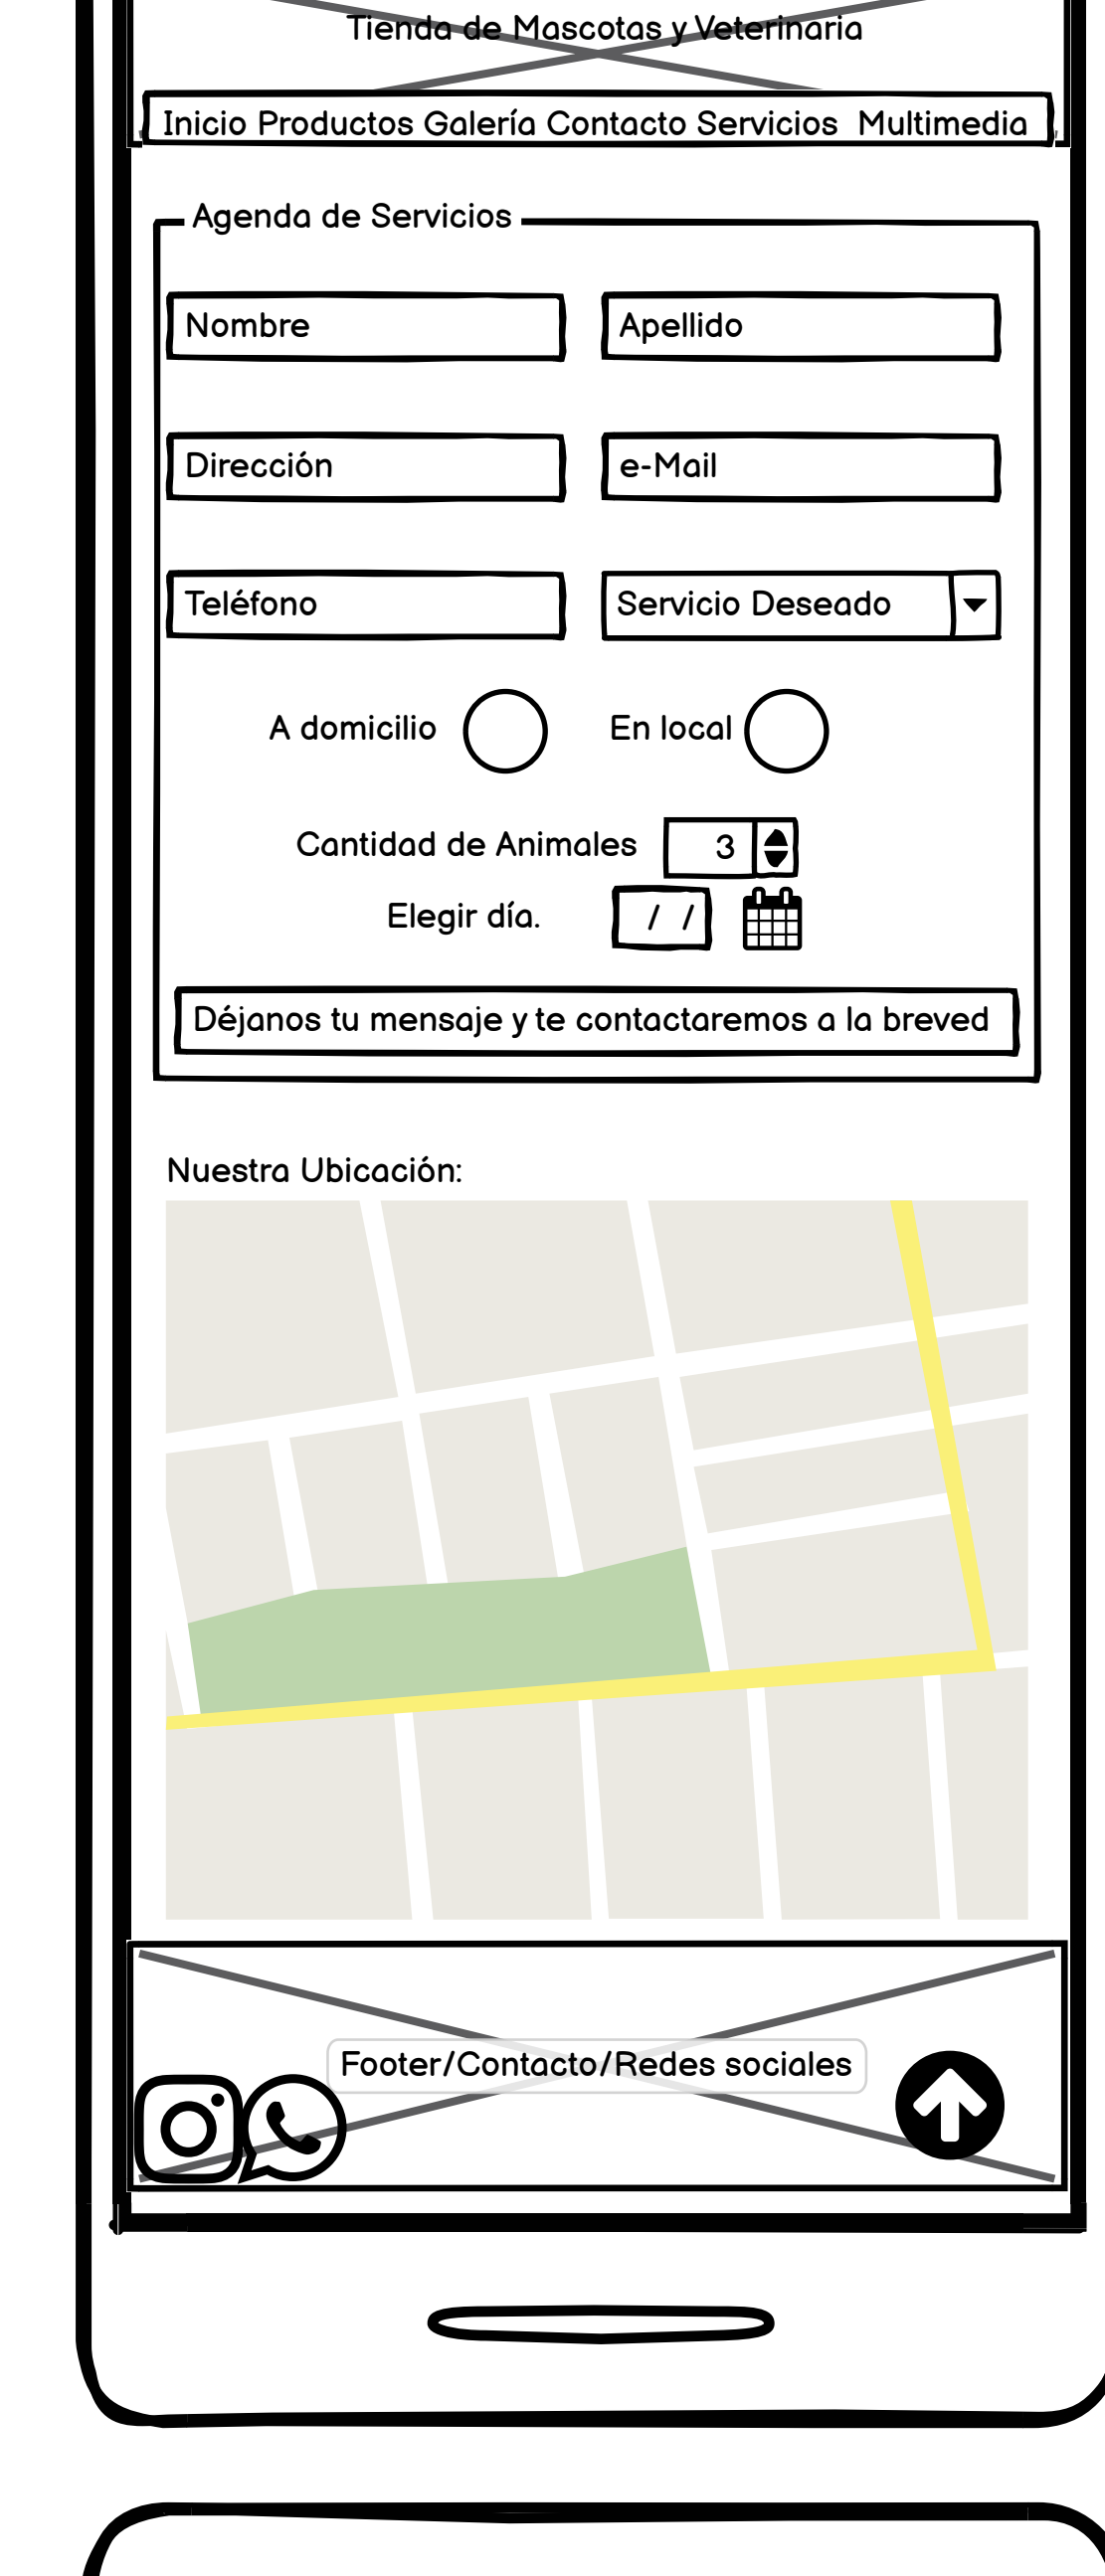 Tienda de Mascotas y Veterinaria
Inicio Productos Galería Contacto Servicios Multimedia
Agenda de Servicios
Nombre
Apellido
Dirección
e-Mail
Teléfono
Servicio Deseado
A domicilio
En local
Cantidad de Animales 3
Elegir día. / /
Déjanos tu mensaje y te contactaremos a la breved
Nuestra Ubicación:
Footer/Contacto/Redes sociales